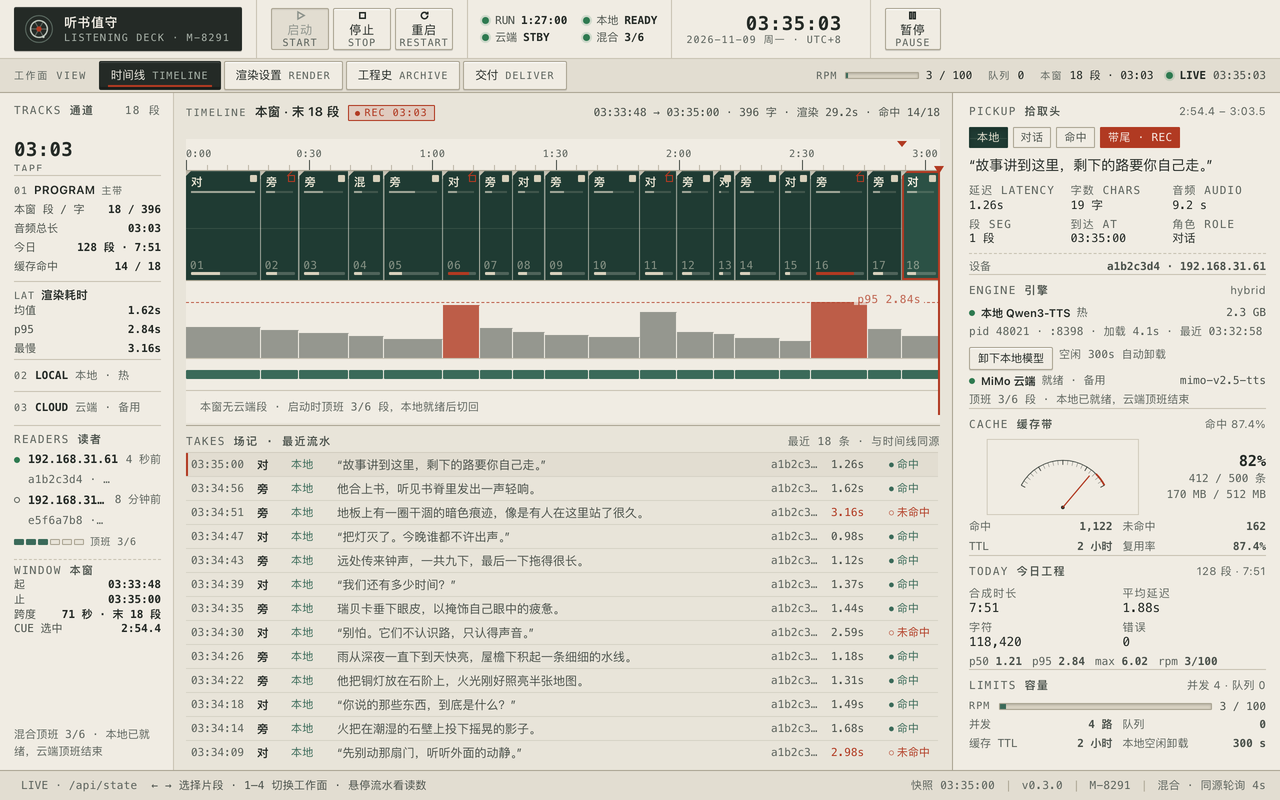 听书值守
LISTENING DECK · M-8291
启动
START
停止
STOP
重启
RESTART
RUN 1:27:00
本地 READY
云端 STBY
混合 3/6
03:35:03
2026-11-09 周一 · UTC+8
暂停
PAUSE
工作面 VIEW
时间线 TIMELINE
渲染设置 RENDER
工程史 ARCHIVE
交付 DELIVER
RPM 3 / 100 队列 0 本窗 18 段 · 03:03 LIVE 03:35:03
TRACKS 通道 18 段
03:03
TAPE
01 PROGRAM 主带
本窗 段 / 字 18 / 396
音频总长 03:03
今日 128 段 · 7:51
缓存命中 14 / 18
LAT 渲染耗时
均值 1.62s
p95 2.84s
最慢 3.16s
02 LOCAL 本地 · 热
03 CLOUD 云端 · 备用
READERS 读者
192.168.31.61 4 秒前
a1b2c3d4 · …
192.168.31… 8 分钟前
e5f6a7b8 ·…
顶班 3/6
WINDOW 本窗
起 03:33:48
止 03:35:00
跨度 71 秒 · 末 18 段
CUE 选中 2:54.4
混合顶班 3/6 · 本地已就
绪，云端顶班结束
TIMELINE 本窗 · 末 18 段 REC 03:03
03:33:48 → 03:35:00 · 396 字 · 渲染 29.2s · 命中 14/18
0:00 0:30 1:00 1:30 2:00 2:30 3:00
对 旁 旁 混 旁 对 旁 对 旁 旁 对 旁 对 旁 对 旁 旁 对
01 02 03 04 05 06 07 08 09 10 11 12 13 14 15 16 17 18
p95 2.84s
本窗无云端段 · 启动时顶班 3/6 段，本地就绪后切回
TAKES 场记 · 最近流水 最近 18 条 · 与时间线同源
03:35:00 对 本地 “故事讲到这里，剩下的路要你自己走。” a1b2c3… 1.26s 命中
03:34:56 旁 本地 他合上书，听见书脊里发出一声轻响。 a1b2c3… 1.62s 命中
03:34:51 旁 本地 地板上有一圈干涸的暗色痕迹，像是有人在这里站了很久。 a1b2c3… 3.16s 未命中
03:34:47 对 本地 “把灯灭了。今晚谁都不许出声。” a1b2c3… 0.98s 命中
03:34:43 旁 本地 远处传来钟声，一共九下，最后一下拖得很长。 a1b2c3… 1.12s 命中
03:34:39 对 本地 “我们还有多少时间？” a1b2c3… 1.37s 命中
03:34:35 旁 本地 瑞贝卡垂下眼皮，以掩饰自己眼中的疲惫。 a1b2c3… 1.44s 命中
03:34:30 对 本地 “别怕。它们不认识路，只认得声音。” a1b2c3… 2.59s 未命中
03:34:26 旁 本地 雨从深夜一直下到天快亮，屋檐下积起一条细细的水线。 a1b2c3… 1.18s 命中
03:34:22 旁 本地 他把铜灯放在石阶上，火光刚好照亮半张地图。 a1b2c3… 1.31s 命中
03:34:18 对 本地 “你说的那些东西，到底是什么？” a1b2c3… 1.49s 命中
03:34:14 旁 本地 火把在潮湿的石壁上投下摇晃的影子。 a1b2c3… 1.68s 命中
03:34:09 对 本地 “先别动那扇门，听听外面的动静。” a1b2c3… 2.98s 未命中
PICKUP 拾取头 2:54.4 – 3:03.5
本地 对话 命中 带尾 · REC
“故事讲到这里，剩下的路要你自己走。”
延迟 LATENCY 字数 CHARS 音频 AUDIO
1.26s 19 字 9.2 s
段 SEG 到达 AT 角色 ROLE
1 段 03:35:00 对话
设备 a1b2c3d4 · 192.168.31.61
ENGINE 引擎 hybrid
本地 Qwen3-TTS 热 2.3 GB
pid 48021 · :8398 · 加载 4.1s · 最近 03:32:58
卸下本地模型 空闲 300s 自动卸载
MiMo 云端 就绪 · 备用 mimo-v2.5-tts
顶班 3/6 段 · 本地已就绪，云端顶班结束
CACHE 缓存带 命中 87.4%
82%
412 / 500 条
170 MB / 512 MB
命中 1,122 未命中 162
TTL 2 小时 复用率 87.4%
TODAY 今日工程 128 段 · 7:51
合成时长 平均延迟
7:51 1.88s
字符 错误
118,420 0
p50 1.21 p95 2.84 max 6.02 rpm 3/100
LIMITS 容量 并发 4 · 队列 0
RPM 3 / 100
并发 4 路 队列 0
缓存 TTL 2 小时 本地空闲卸载 300 s
LIVE · /api/state ← → 选择片段 · 1–4 切换工作面 · 悬停流水看读数
快照 03:35:00 | v0.3.0 | M-8291 | 混合 · 同源轮询 4s